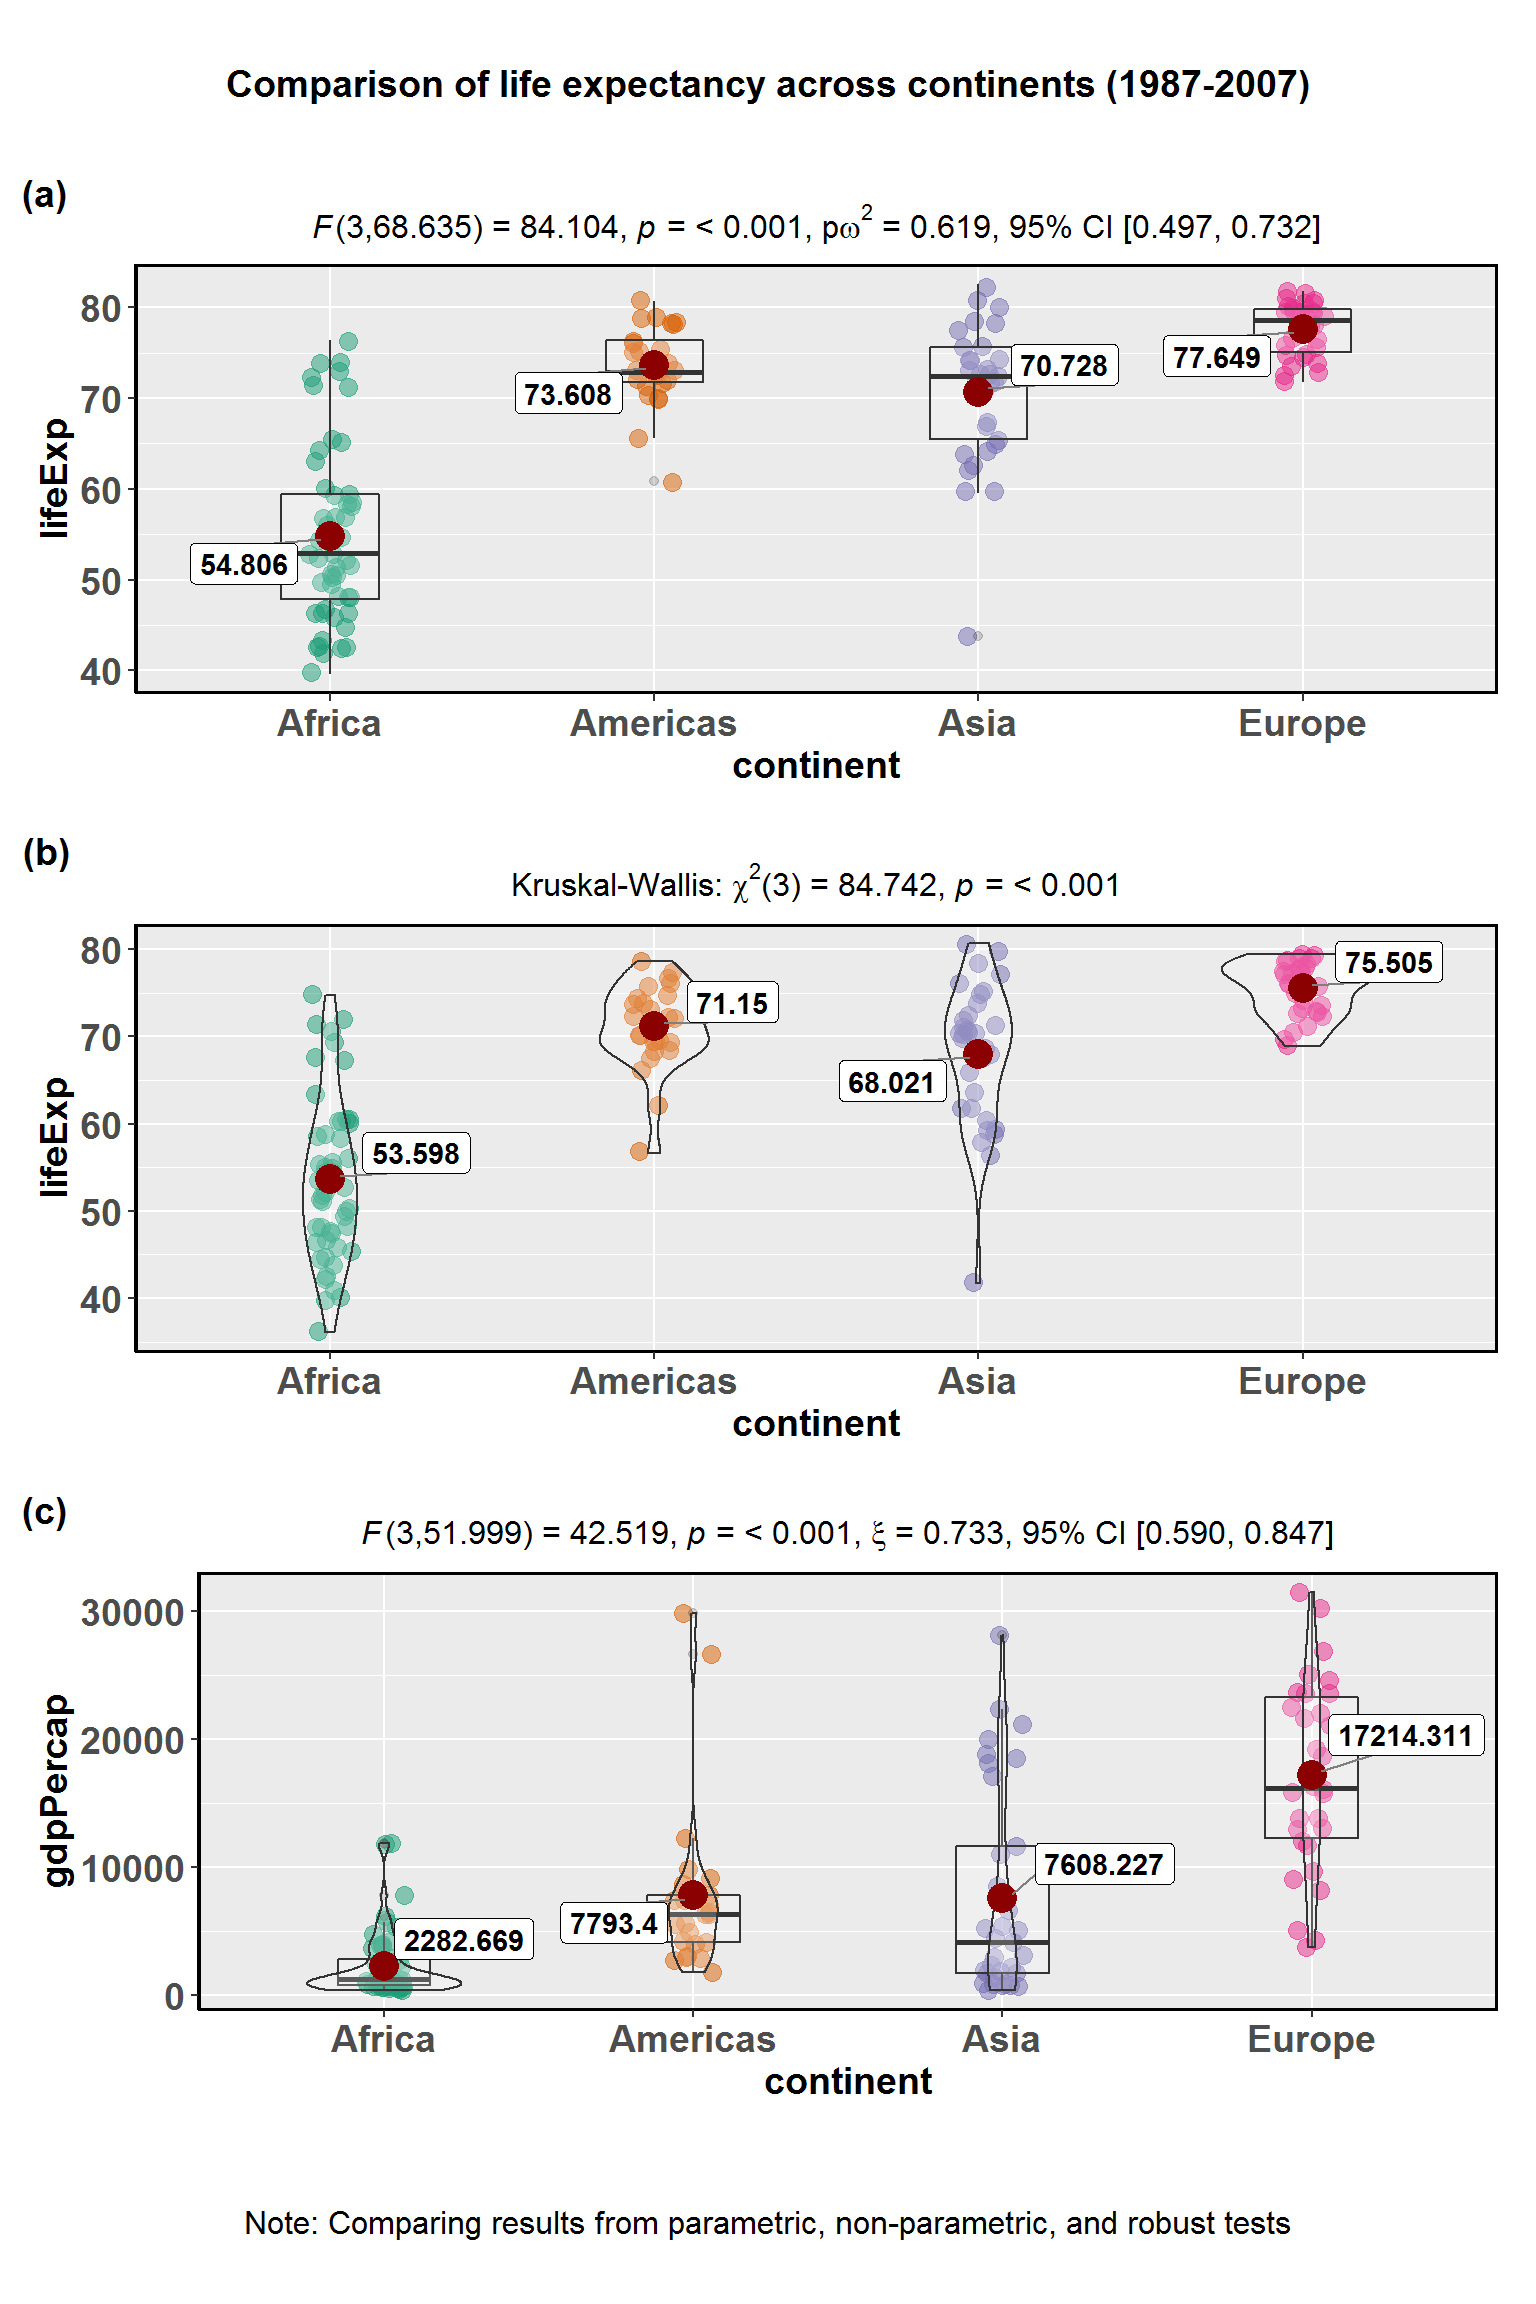 Comparison of life expectancy across continents (1987-2007)
(a)
F(3,68.635) = 84.104, p = < 0.001, pω² = 0.619, 95% CI [0.497, 0.732]
lifeExp
80
70
60
50
40
54.806
73.608
70.728
77.649
Africa Americas Asia Europe
continent
(b)
Kruskal-Wallis: χ²(3) = 84.742, p = < 0.001
lifeExp
80
70
60
50
40
53.598
71.15
68.021
75.505
Africa Americas Asia Europe
continent
(c)
F(3,51.999) = 42.519, p = < 0.001, ξ = 0.733, 95% CI [0.590, 0.847]
gdpPercap
30000
20000
10000
0
2282.669
7793.4
7608.227
17214.311
Africa Americas Asia Europe
continent
Note: Comparing results from parametric, non-parametric, and robust tests